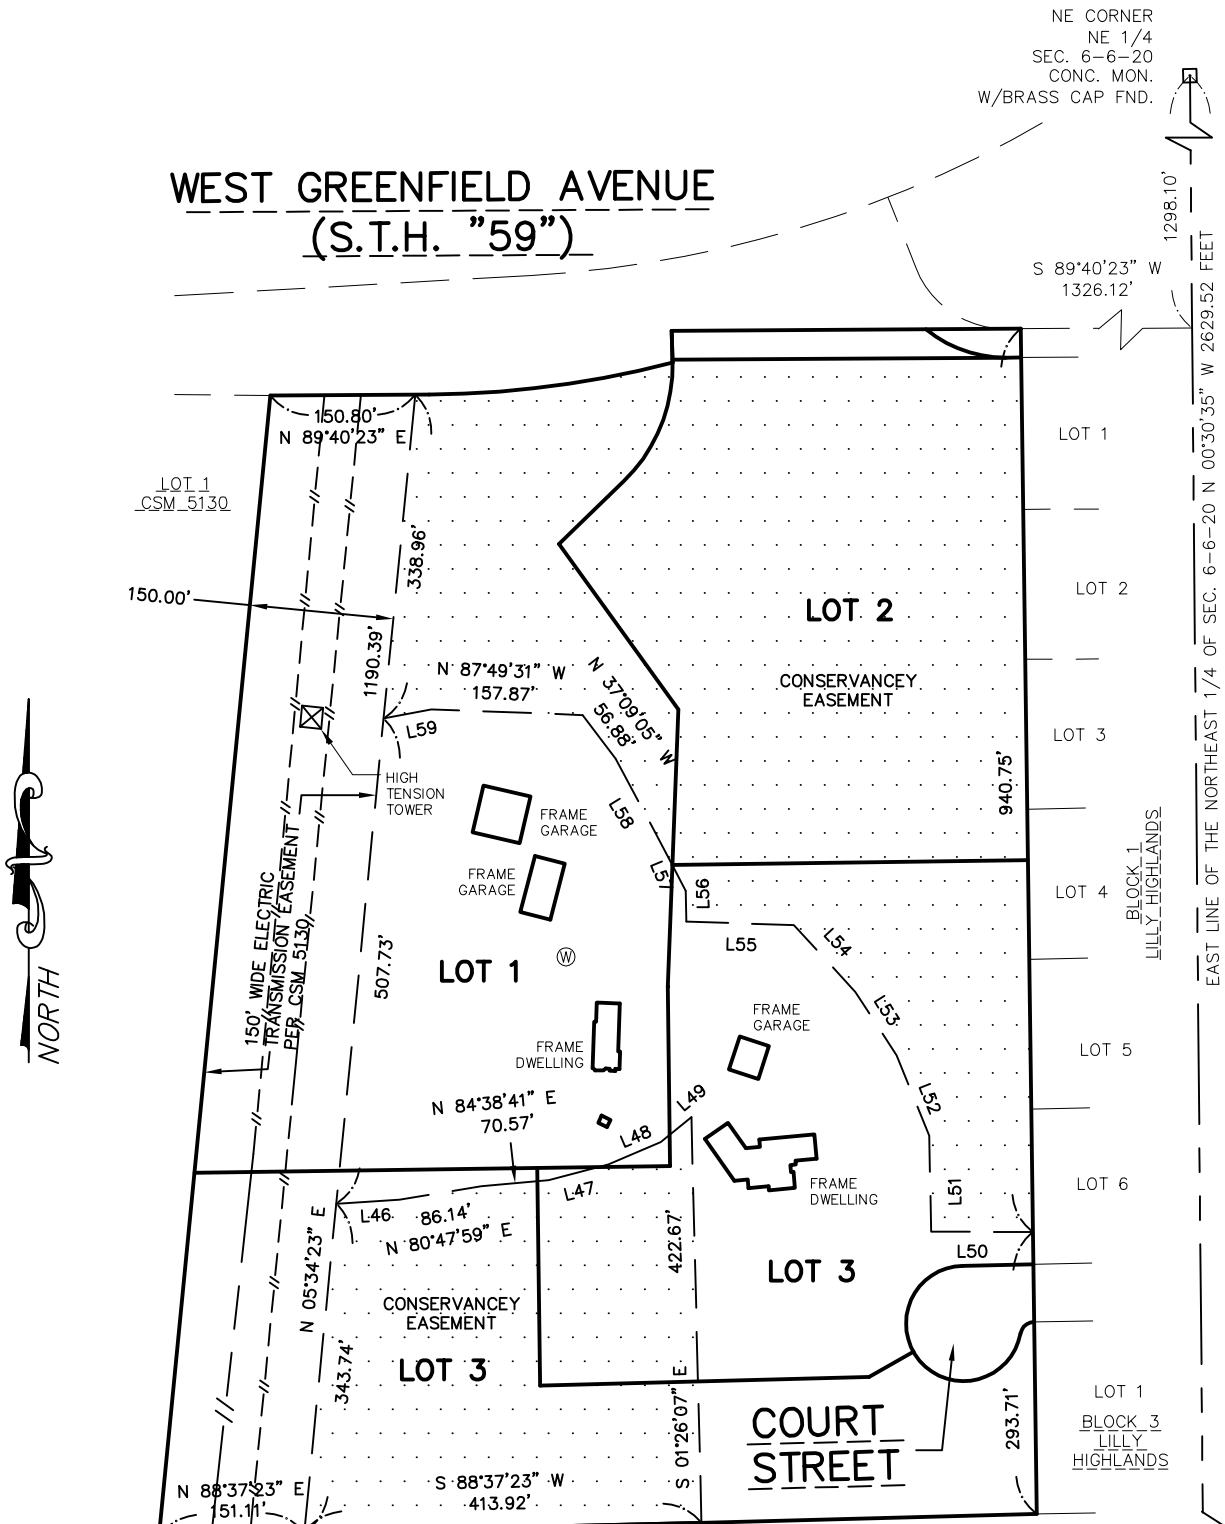 NE CORNER
NE 1/4
SEC. 6-6-20
CONC. MON.
W/BRASS CAP FND.
WEST GREENFIELD AVENUE
(S.T.H. "59")
1298.10'
S 89°40'23" W
1326.12'
EAST LINE OF THE NORTHEAST 1/4 OF SEC. 6-6-20 N 00°30'35" W 2629.52 FEET
150.80'
N 89°40'23" E
LOT 1
CSM 5130
LOT 1
338.96'
150.00'
LOT 2
LOT 2
1190.39'
N 87°49'31" W
157.87'
N 37°09'05" W
56.88'
CONSERVANCEY
EASEMENT
L59
LOT 3
HIGH
TENSION
TOWER
940.75'
L58
FRAME
GARAGE
FRAME
GARAGE
L56
LOT 4
BLOCK 1
LILLY HIGHLANDS
150' WIDE ELECTRIC
TRANSMISSION EASEMENT
PER CSM 5130
L55
L54
507.73'
LOT 1
W
NORTH
L53
FRAME
GARAGE
FRAME
DWELLING
LOT 5
N 84°38'41" E
70.57'
L49
L52
L48
L47
FRAME
DWELLING
L51
LOT 6
L46
86.14'
N 80°47'59" E
N 05°34'23" E
422.67'
L50
LOT 3
CONSERVANCEY
EASEMENT
LOT 3
343.74'
S 01°26'07" E
COURT
STREET
293.71'
LOT 1
BLOCK 3
LILLY
HIGHLANDS
N 88°37'23" E
151.11'
S 88°37'23" W
413.92'